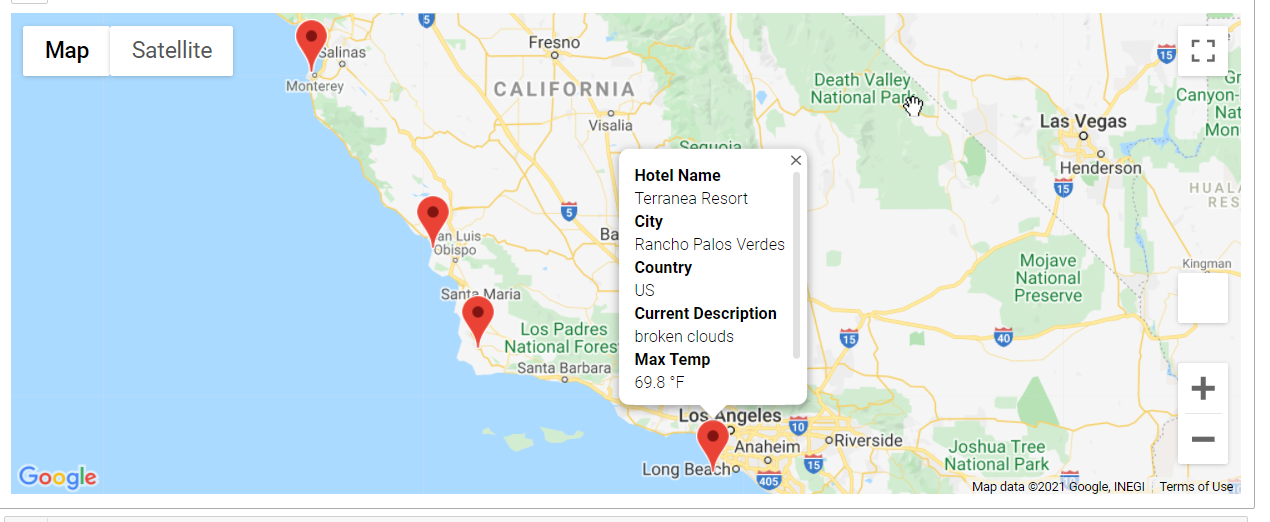 Map
Satellite
5
Fresno
Salinas
Monterey
CALIFORNIA
Visalia
Death Valley
National Park
15
Las Vegas
Henderson
15
Canyon-
Nat
Mon
HUALA
RES
Sequoia
Hotel Name
Terranea Resort
City
Rancho Palos Verdes
Country
US
Current Description
broken clouds
Max Temp
69.8 °F
5
San Luis
Obispo
Santa Maria
Los Padres
National Forest
Santa Barbara
Mojave
National
Preserve
Kingman
15
40
Los Angeles
10
Anaheim
Riverside
Long Beach
15
405
Joshua Tree
National Park
Google
Map data ©2021 Google, INEGI
Terms of Use